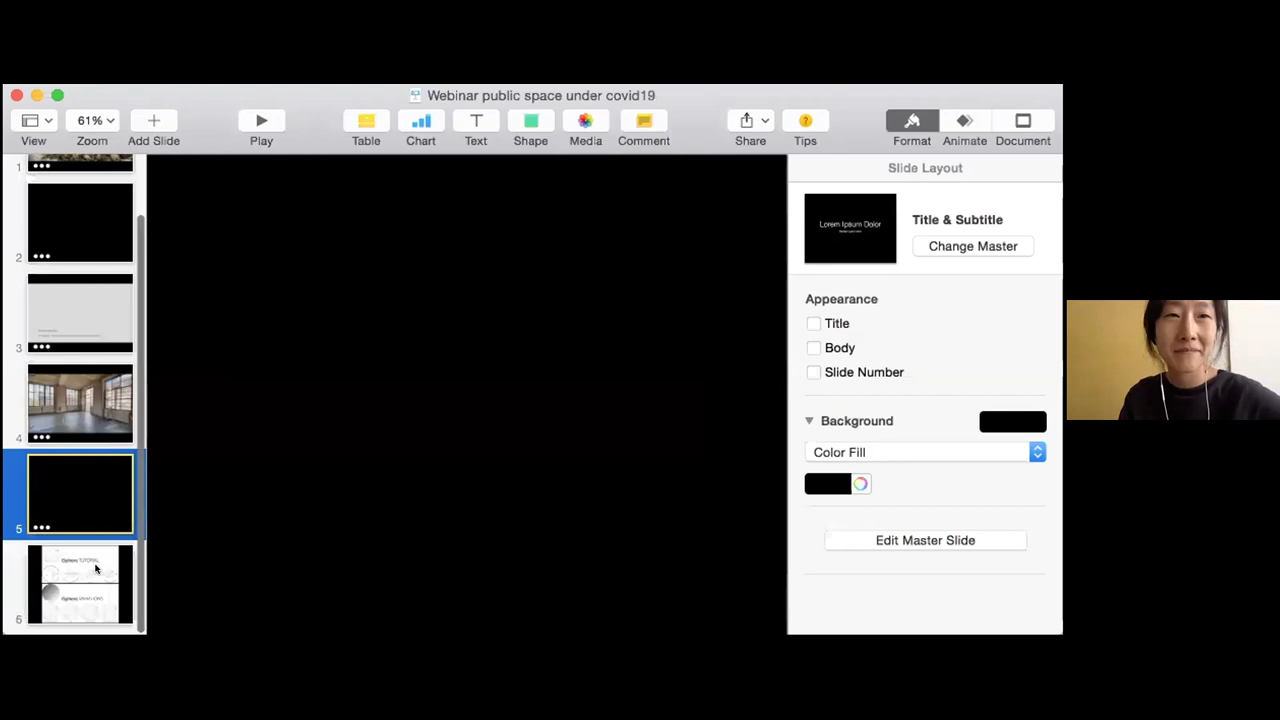 Webinar public space under covid19
61%
View
Zoom
Add Slide
Play
Table
Chart
Text
Shape
Media
Comment
Share
Tips
Format
Animate
Document
Slide Layout
1
2
3
4
5
6
Lorem Ipsum Dolor
Title & Subtitle
Change Master
Appearance
Title
Body
Slide Number
Background
Color Fill
Edit Master Slide
TUTORIAL